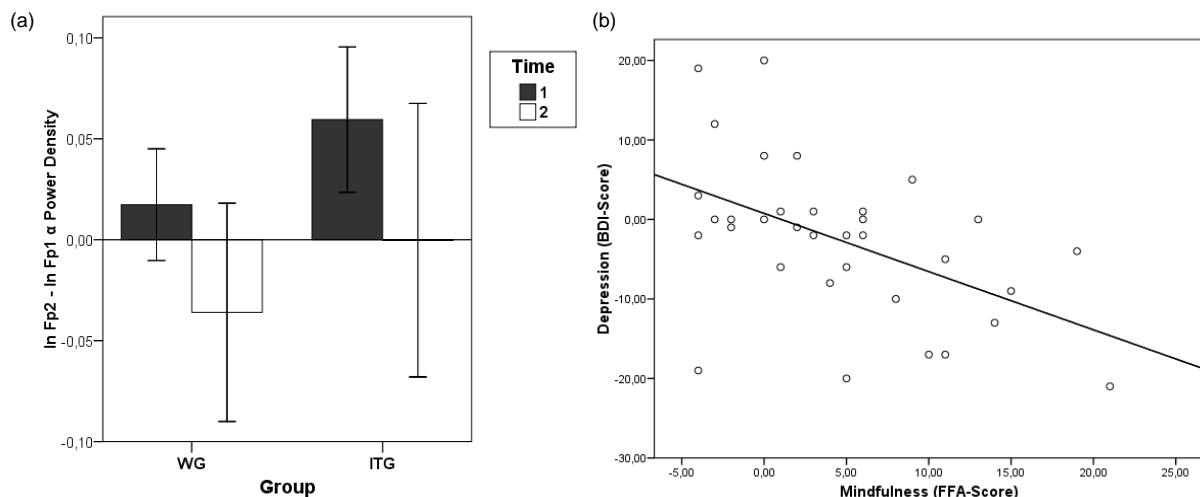 (a)
ln Fp2 - ln Fp1 α Power Density
0,10
0,05
0,00
-0,05
-0,10
WG
ITG
Group
Time
1
2
(b)
Depression (BDI-Score)
20,00
10,00
0,00
-10,00
-20,00
-30,00
-5,00
0,00
5,00
10,00
15,00
20,00
25,00
Mindfulness (FFA-Score)